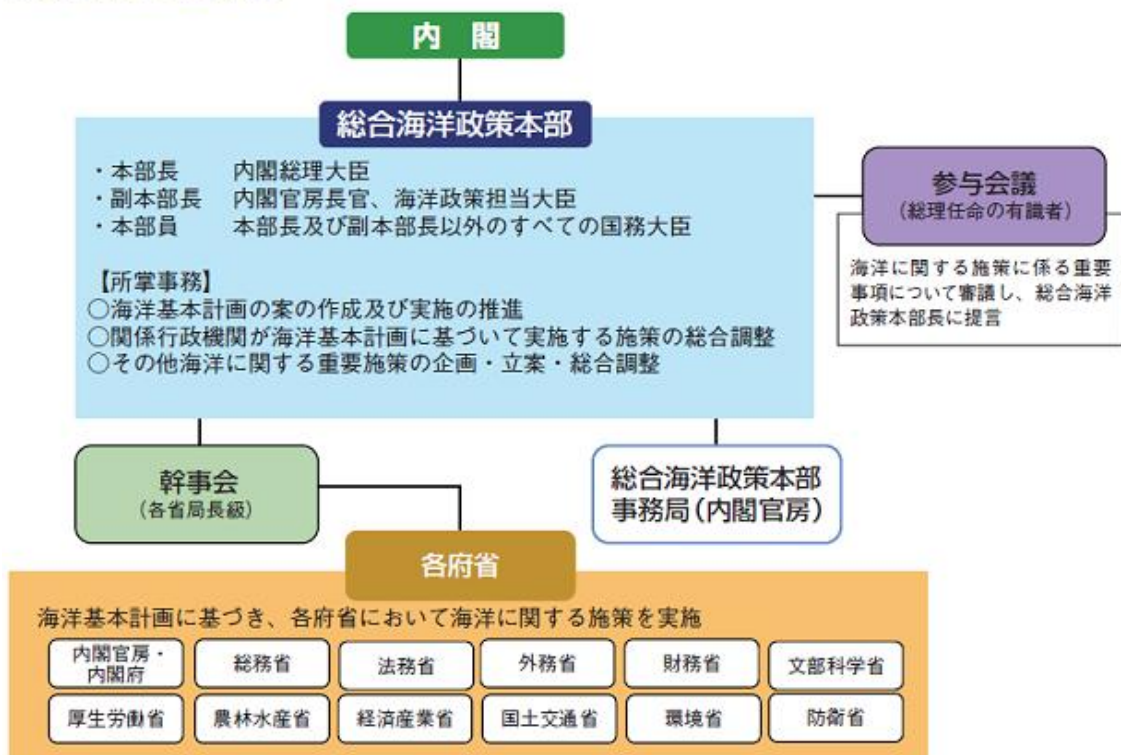 内 閣
総合海洋政策本部
・本部長 内閣総理大臣
・副本部長 内閣官房長官、海洋政策担当大臣
・本部員 本部長及び副本部長以外のすべての国務大臣
【所掌事務】
○海洋基本計画の案の作成及び実施の推進
○関係行政機関が海洋基本計画に基づいて実施する施策の総合調整
○その他海洋に関する重要施策の企画・立案・総合調整
参与会議
（総理任命の有識者）
海洋に関する施策に係る重要
事項について審議し、総合海洋
政策本部長に提言
幹事会
（各省局長級）
総合海洋政策本部
事務局（内閣官房）
各府省
海洋基本計画に基づき、各府省において海洋に関する施策を実施
内閣官房・
内閣府
総務省
法務省
外務省
財務省
文部科学省
厚生労働省
農林水産省
経済産業省
国土交通省
環境省
防衛省